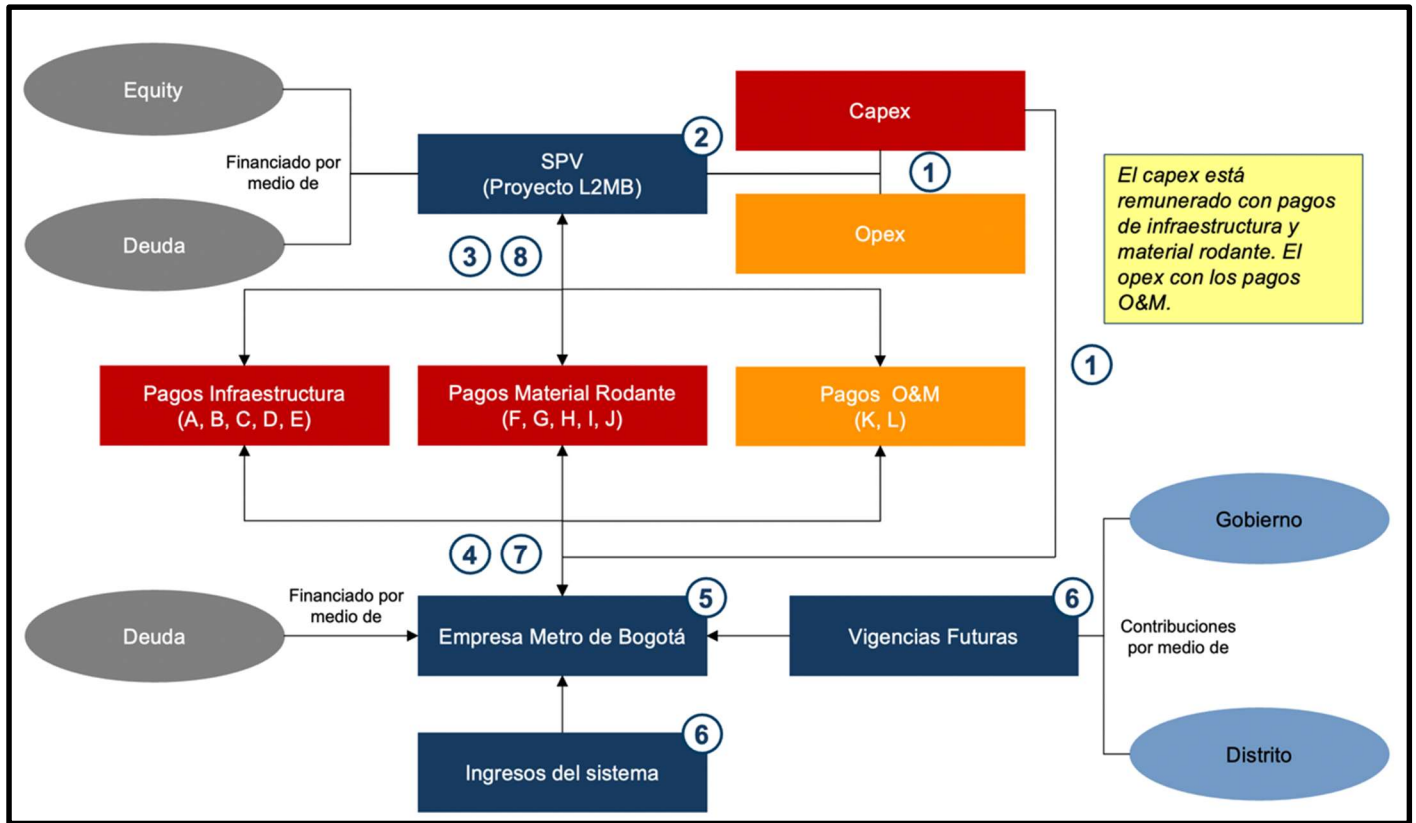 Equity
Financiado por
medio de
Deuda
SPV
(Proyecto L2MB)
2
Capex
1
Opex
El capex está
remunerado con pagos
de infraestructura y
material rodante. El
opex con los pagos
O&M.
3 8
Pagos Infraestructura
(A, B, C, D, E)
Pagos Material Rodante
(F, G, H, I, J)
Pagos O&M
(K, L)
1
4 7
Deuda
Financiado por
medio de
Empresa Metro de Bogotá
5
Vigencias Futuras
6
Gobierno
Contribuciones
por medio de
Distrito
Ingresos del sistema
6